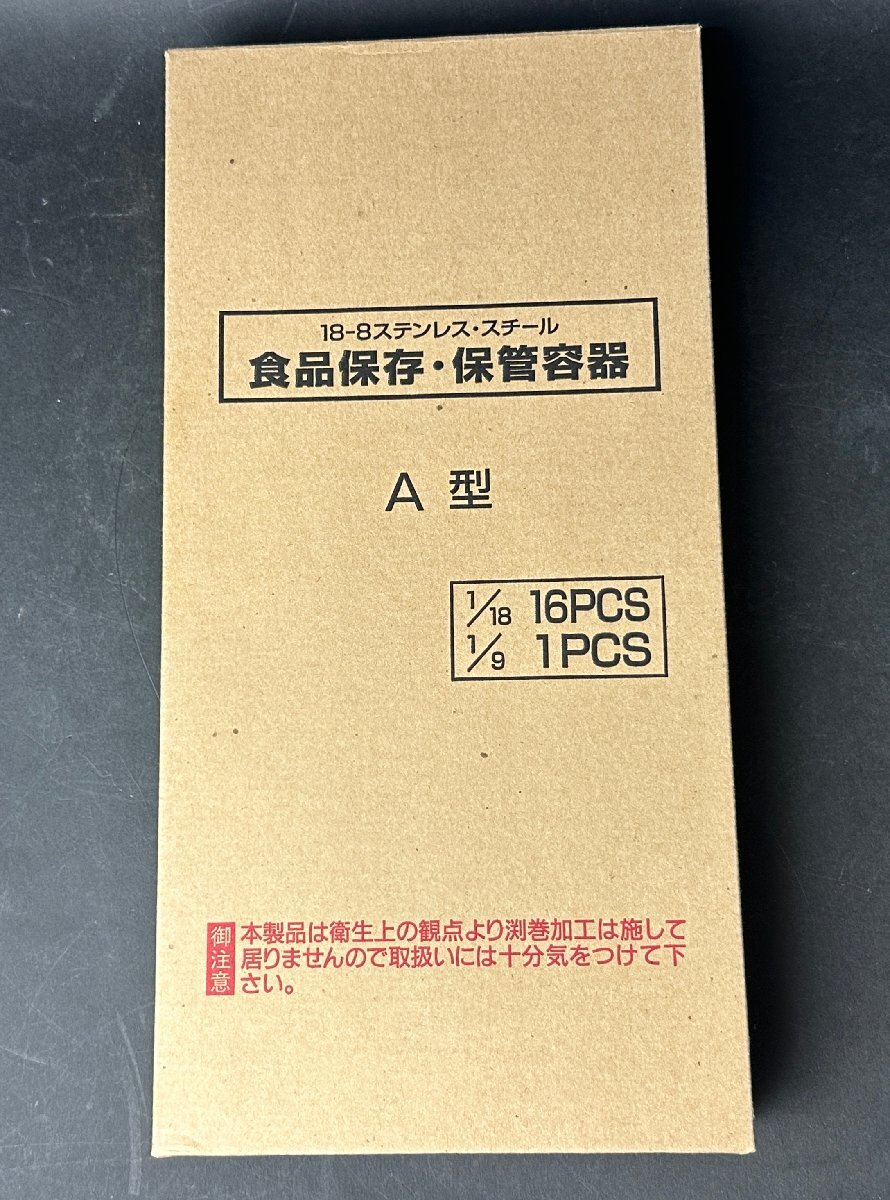 18-8ステンレス・スチール
食品保存・保管容器
A 型
1/18 16PCS
1/9 1PCS
御注意
本製品は衛生上の観点より渕巻加工は施して
居りませんので取扱いには十分気をつけて下
さい。